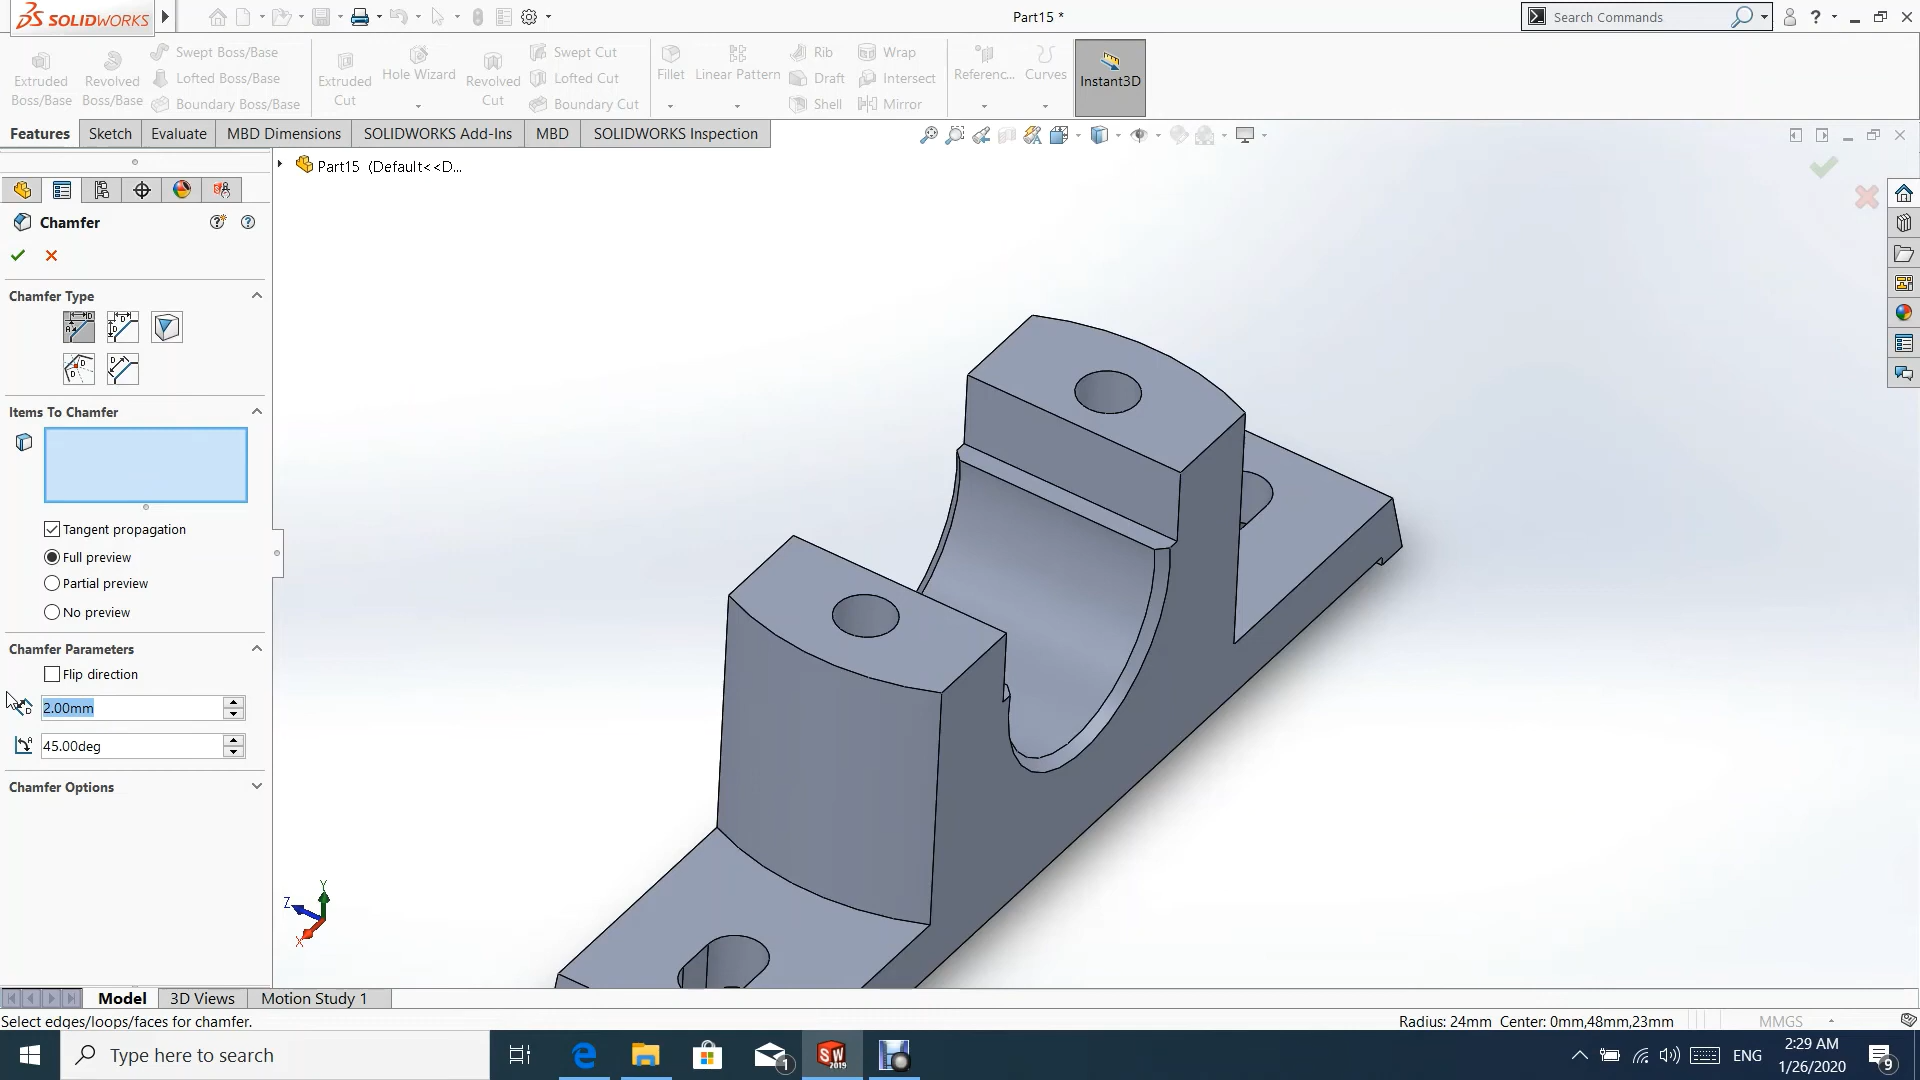 SOLIDWORKS
Part15 *
Search Commands
Extruded Boss/Base
Revolved Boss/Base
Swept Boss/Base
Lofted Boss/Base
Boundary Boss/Base
Extruded Cut
Hole Wizard
Revolved Cut
Swept Cut
Lofted Cut
Boundary Cut
Fillet
Linear Pattern
Rib
Draft
Shell
Wrap
Intersect
Mirror
Referenc...
Curves
Instant3D
Features
Sketch
Evaluate
MBD Dimensions
SOLIDWORKS Add-Ins
MBD
SOLIDWORKS Inspection
Part15 (Default<<D...
Chamfer
Chamfer Type
Items To Chamfer
Tangent propagation
Full preview
Partial preview
No preview
Chamfer Parameters
Flip direction
2.00mm
45.00deg
Chamfer Options
Y
Z
X
Model
3D Views
Motion Study 1
Select edges/loops/faces for chamfer.
Radius: 24mm Center: 0mm,48mm,23mm
MMGS
Type here to search
1
SW
2019
ENG
2:29 AM
1/26/2020
9